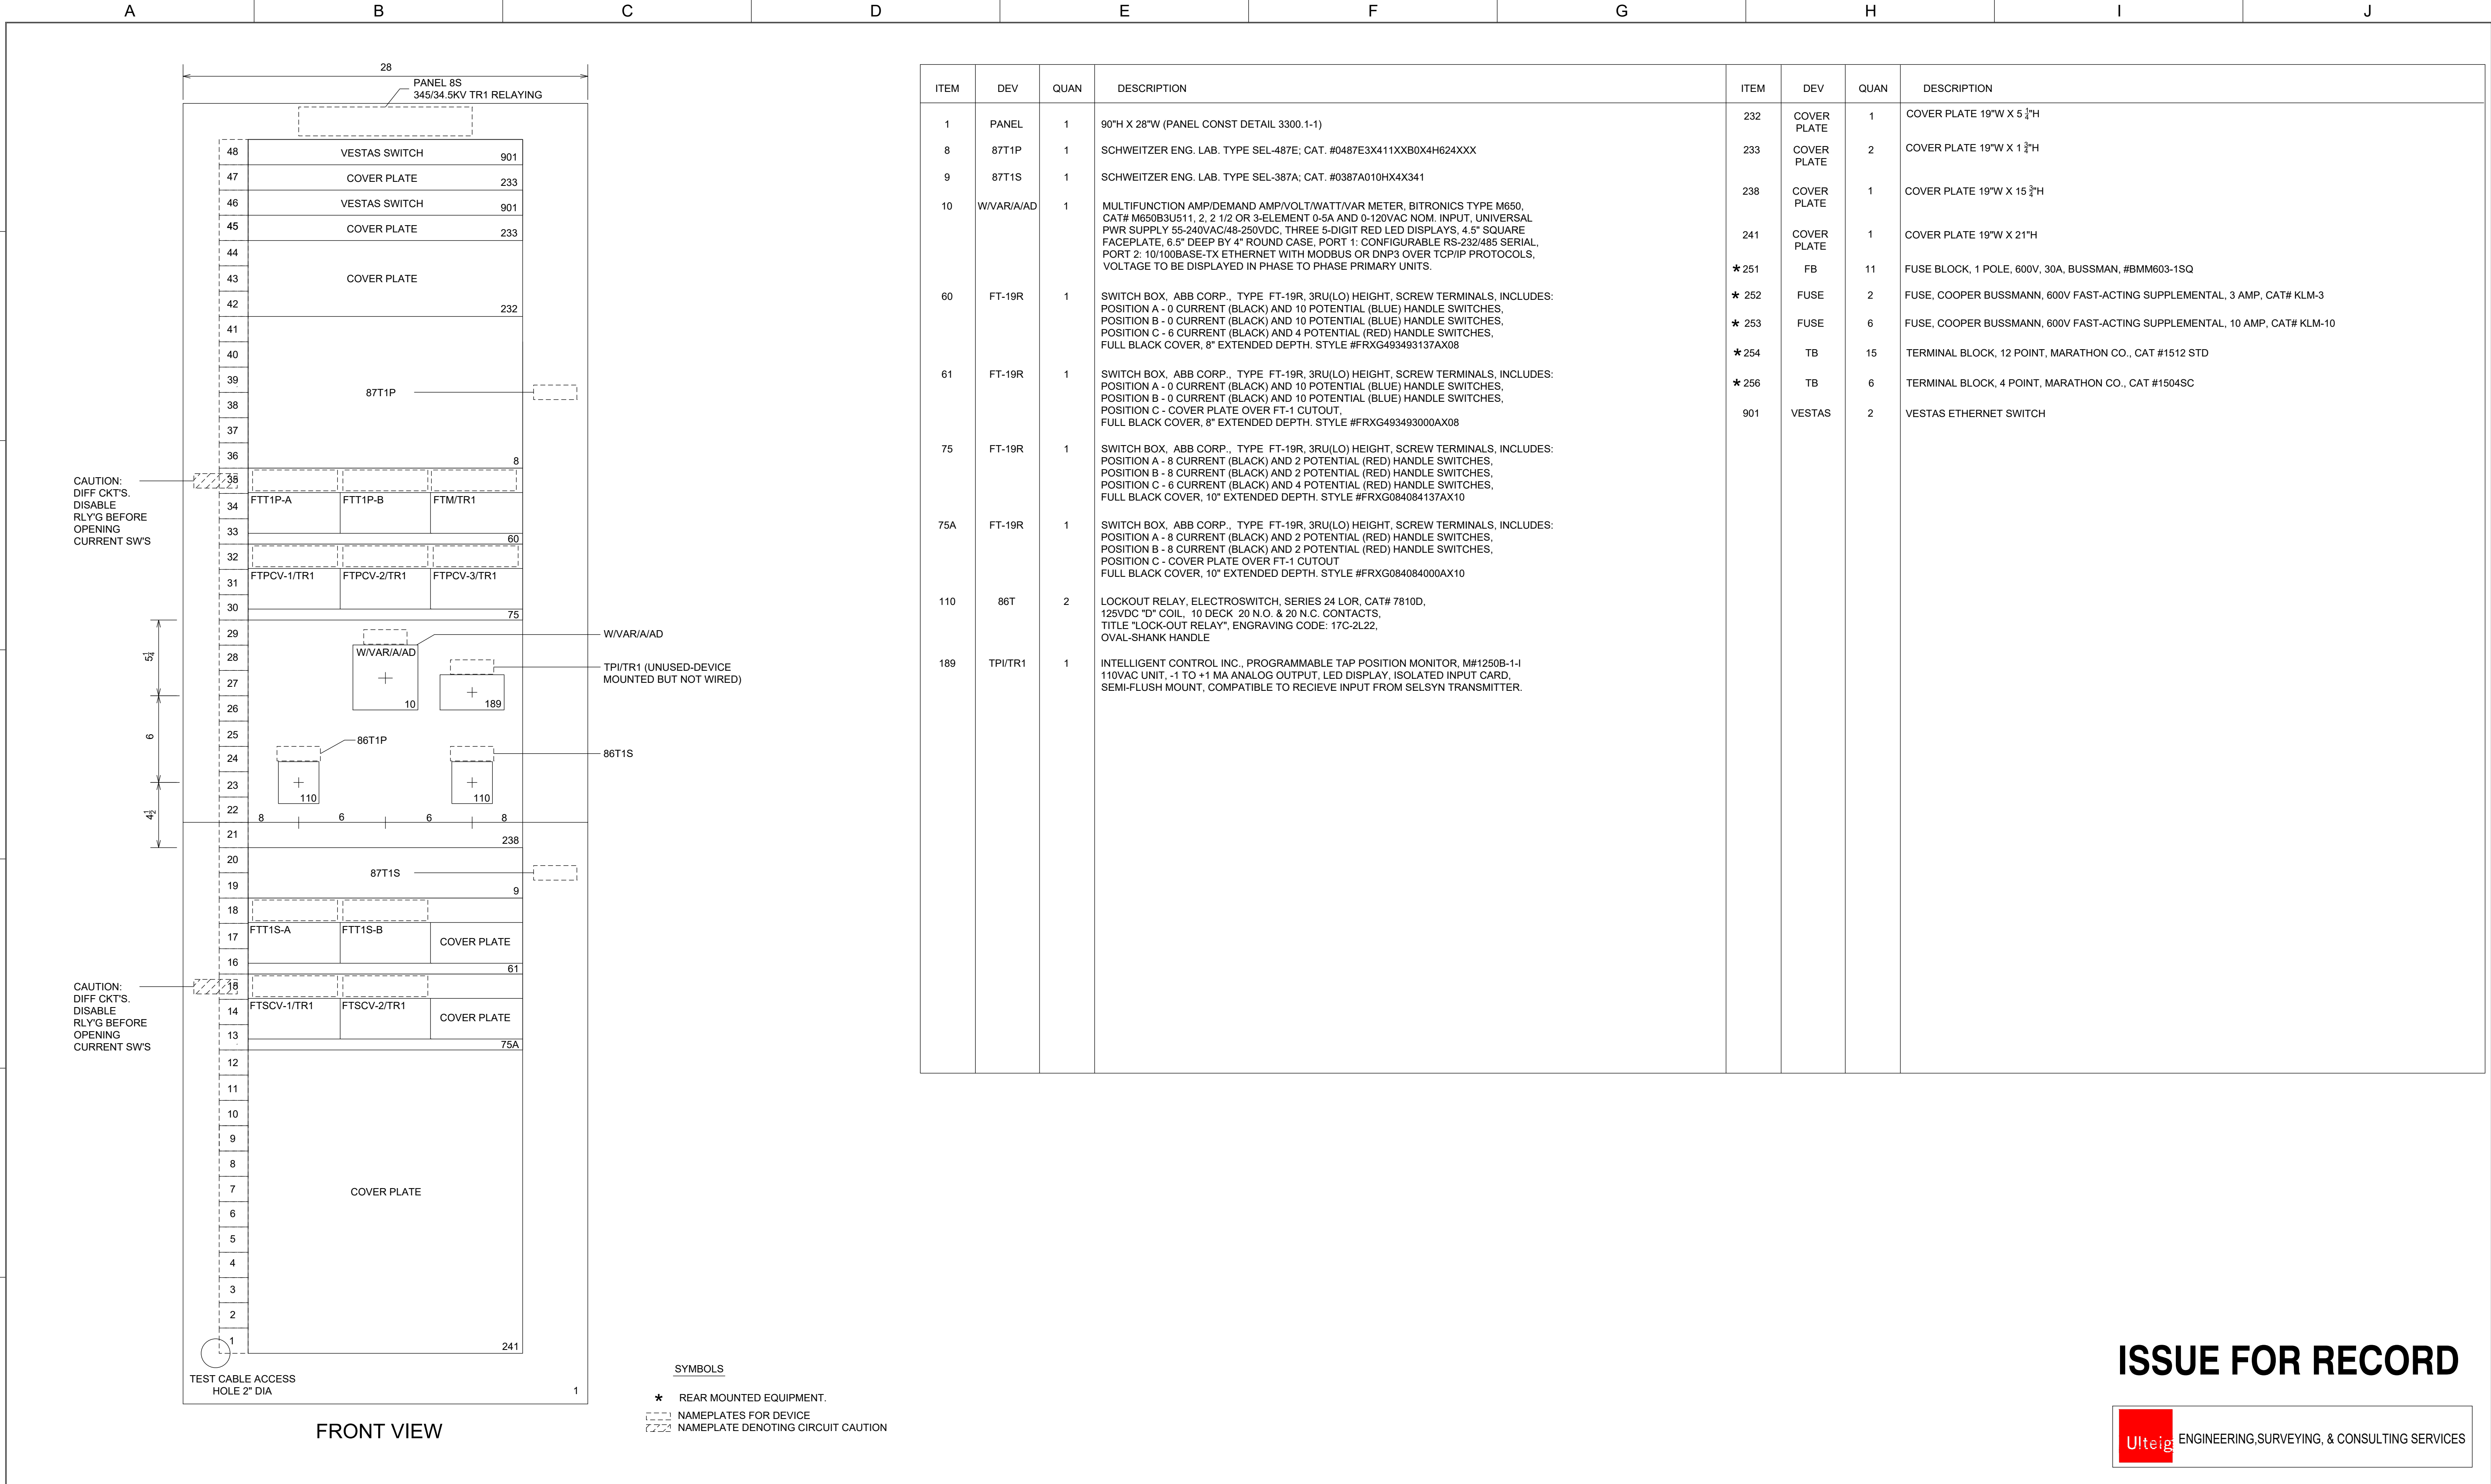 A B C D E F G H I J
28
PANEL 8S
345/34.5KV TR1 RELAYING
48 VESTAS SWITCH 901
47 COVER PLATE 233
46 VESTAS SWITCH 901
45 COVER PLATE 233
44
43 COVER PLATE
42 232
41
40
39
38 87T1P
37
36 8
35
34 FTT1P-A FTT1P-B FTM/TR1
33 60
32
31 FTPCV-1/TR1 FTPCV-2/TR1 FTPCV-3/TR1
30 75
CAUTION:
DIFF CKT'S.
DISABLE
RLY'G BEFORE
OPENING
CURRENT SW'S
29 W/VAR/A/AD
28 W/VAR/A/AD
TPI/TR1 (UNUSED-DEVICE
MOUNTED BUT NOT WIRED)
27
26 10 189
25 86T1P
24 86T1S
23 110 110
22 8 6 6 8
21 238
5 1/4
6
4 1/2
20 87T1S
19 9
18
17 FTT1S-A FTT1S-B COVER PLATE
16 61
15
14 FTSCV-1/TR1 FTSCV-2/TR1 COVER PLATE
13 75A
CAUTION:
DIFF CKT'S.
DISABLE
RLY'G BEFORE
OPENING
CURRENT SW'S
12
11
10
9
8
7 COVER PLATE
6
5
4
3
2
1 241
TEST CABLE ACCESS
HOLE 2" DIA
1
FRONT VIEW
SYMBOLS
* REAR MOUNTED EQUIPMENT.
NAMEPLATES FOR DEVICE
NAMEPLATE DENOTING CIRCUIT CAUTION
ITEM DEV QUAN DESCRIPTION
1 PANEL 1 90"H X 28"W (PANEL CONST DETAIL 3300.1-1)
8 87T1P 1 SCHWEITZER ENG. LAB. TYPE SEL-487E; CAT. #0487E3X411XXB0X4H624XXX
9 87T1S 1 SCHWEITZER ENG. LAB. TYPE SEL-387A; CAT. #0387A010HX4X341
10 W/VAR/A/AD 1 MULTIFUNCTION AMP/DEMAND AMP/VOLT/WATT/VAR METER, BITRONICS TYPE M650,
CAT# M650B3U511, 2, 2 1/2 OR 3-ELEMENT 0-5A AND 0-120VAC NOM. INPUT, UNIVERSAL
PWR SUPPLY 55-240VAC/48-250VDC, THREE 5-DIGIT RED LED DISPLAYS, 4.5" SQUARE
FACEPLATE, 6.5" DEEP BY 4" ROUND CASE, PORT 1: CONFIGURABLE RS-232/485 SERIAL,
PORT 2: 10/100BASE-TX ETHERNET WITH MODBUS OR DNP3 OVER TCP/IP PROTOCOLS,
VOLTAGE TO BE DISPLAYED IN PHASE TO PHASE PRIMARY UNITS.
60 FT-19R 1 SWITCH BOX, ABB CORP., TYPE FT-19R, 3RU(LO) HEIGHT, SCREW TERMINALS, INCLUDES:
POSITION A - 0 CURRENT (BLACK) AND 10 POTENTIAL (BLUE) HANDLE SWITCHES,
POSITION B - 0 CURRENT (BLACK) AND 10 POTENTIAL (BLUE) HANDLE SWITCHES,
POSITION C - 6 CURRENT (BLACK) AND 4 POTENTIAL (RED) HANDLE SWITCHES,
FULL BLACK COVER, 8" EXTENDED DEPTH. STYLE #FRXG493493137AX08
61 FT-19R 1 SWITCH BOX, ABB CORP., TYPE FT-19R, 3RU(LO) HEIGHT, SCREW TERMINALS, INCLUDES:
POSITION A - 0 CURRENT (BLACK) AND 10 POTENTIAL (BLUE) HANDLE SWITCHES,
POSITION B - 0 CURRENT (BLACK) AND 10 POTENTIAL (BLUE) HANDLE SWITCHES,
POSITION C - COVER PLATE OVER FT-1 CUTOUT,
FULL BLACK COVER, 8" EXTENDED DEPTH. STYLE #FRXG493493000AX08
75 FT-19R 1 SWITCH BOX, ABB CORP., TYPE FT-19R, 3RU(LO) HEIGHT, SCREW TERMINALS, INCLUDES:
POSITION A - 8 CURRENT (BLACK) AND 2 POTENTIAL (RED) HANDLE SWITCHES,
POSITION B - 8 CURRENT (BLACK) AND 2 POTENTIAL (RED) HANDLE SWITCHES,
POSITION C - 6 CURRENT (BLACK) AND 4 POTENTIAL (RED) HANDLE SWITCHES,
FULL BLACK COVER, 10" EXTENDED DEPTH. STYLE #FRXG084084137AX10
75A FT-19R 1 SWITCH BOX, ABB CORP., TYPE FT-19R, 3RU(LO) HEIGHT, SCREW TERMINALS, INCLUDES:
POSITION A - 8 CURRENT (BLACK) AND 2 POTENTIAL (RED) HANDLE SWITCHES,
POSITION B - 8 CURRENT (BLACK) AND 2 POTENTIAL (RED) HANDLE SWITCHES,
POSITION C - COVER PLATE OVER FT-1 CUTOUT
FULL BLACK COVER, 10" EXTENDED DEPTH. STYLE #FRXG084084000AX10
110 86T 2 LOCKOUT RELAY, ELECTROSWITCH, SERIES 24 LOR, CAT# 7810D,
125VDC "D" COIL, 10 DECK 20 N.O. & 20 N.C. CONTACTS,
TITLE "LOCK-OUT RELAY", ENGRAVING CODE: 17C-2L22,
OVAL-SHANK HANDLE
189 TPI/TR1 1 INTELLIGENT CONTROL INC., PROGRAMMABLE TAP POSITION MONITOR, M#1250B-1-I
110VAC UNIT, -1 TO +1 MA ANALOG OUTPUT, LED DISPLAY, ISOLATED INPUT CARD,
SEMI-FLUSH MOUNT, COMPATIBLE TO RECIEVE INPUT FROM SELSYN TRANSMITTER.
ITEM DEV QUAN DESCRIPTION
232 COVER PLATE 1 COVER PLATE 19"W X 5 1/4"H
233 COVER PLATE 2 COVER PLATE 19"W X 1 3/4"H
238 COVER PLATE 1 COVER PLATE 19"W X 15 3/4"H
241 COVER PLATE 1 COVER PLATE 19"W X 21"H
* 251 FB 11 FUSE BLOCK, 1 POLE, 600V, 30A, BUSSMAN, #BMM603-1SQ
* 252 FUSE 2 FUSE, COOPER BUSSMANN, 600V FAST-ACTING SUPPLEMENTAL, 3 AMP, CAT# KLM-3
* 253 FUSE 6 FUSE, COOPER BUSSMANN, 600V FAST-ACTING SUPPLEMENTAL, 10 AMP, CAT# KLM-10
* 254 TB 15 TERMINAL BLOCK, 12 POINT, MARATHON CO., CAT #1512 STD
* 256 TB 6 TERMINAL BLOCK, 4 POINT, MARATHON CO., CAT #1504SC
901 VESTAS 2 VESTAS ETHERNET SWITCH
ISSUE FOR RECORD
Ulteig ENGINEERING,SURVEYING, & CONSULTING SERVICES